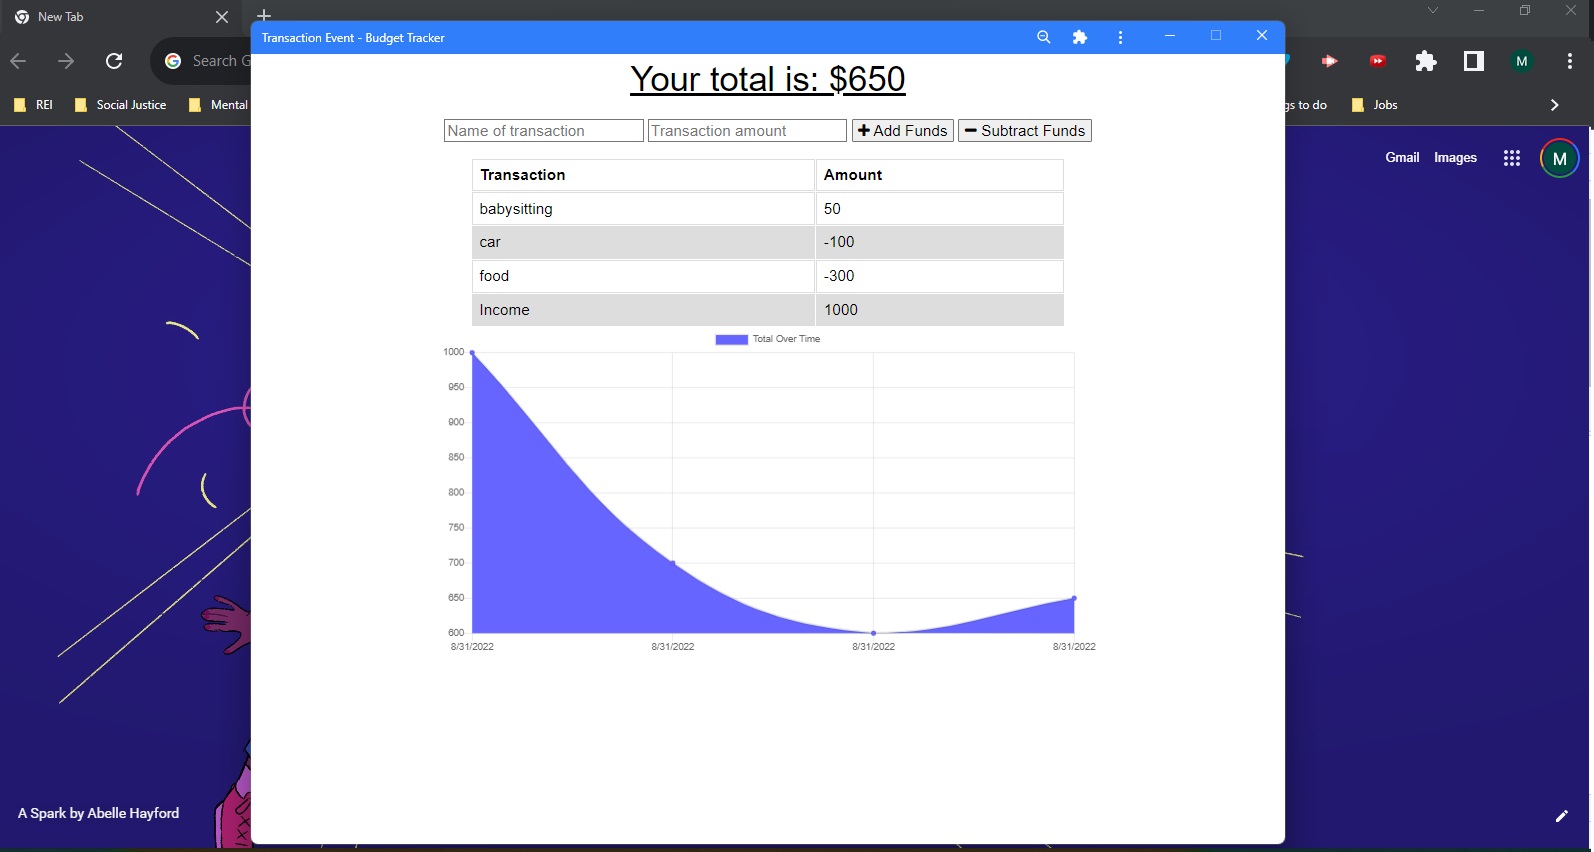 New Tab
Transaction Event - Budget Tracker
Search G
M
REI
Social Justice
Mental
gs to do
Jobs
Your total is: $650
Name of transaction
Transaction amount
Add Funds
Subtract Funds
Gmail
Images
M
Transaction Amount
babysitting 50
car -100
food -300
Income 1000
Total Over Time
1000
950
900
850
800
750
700
650
600
8/31/2022 8/31/2022 8/31/2022 8/31/2022
A Spark by Abelle Hayford